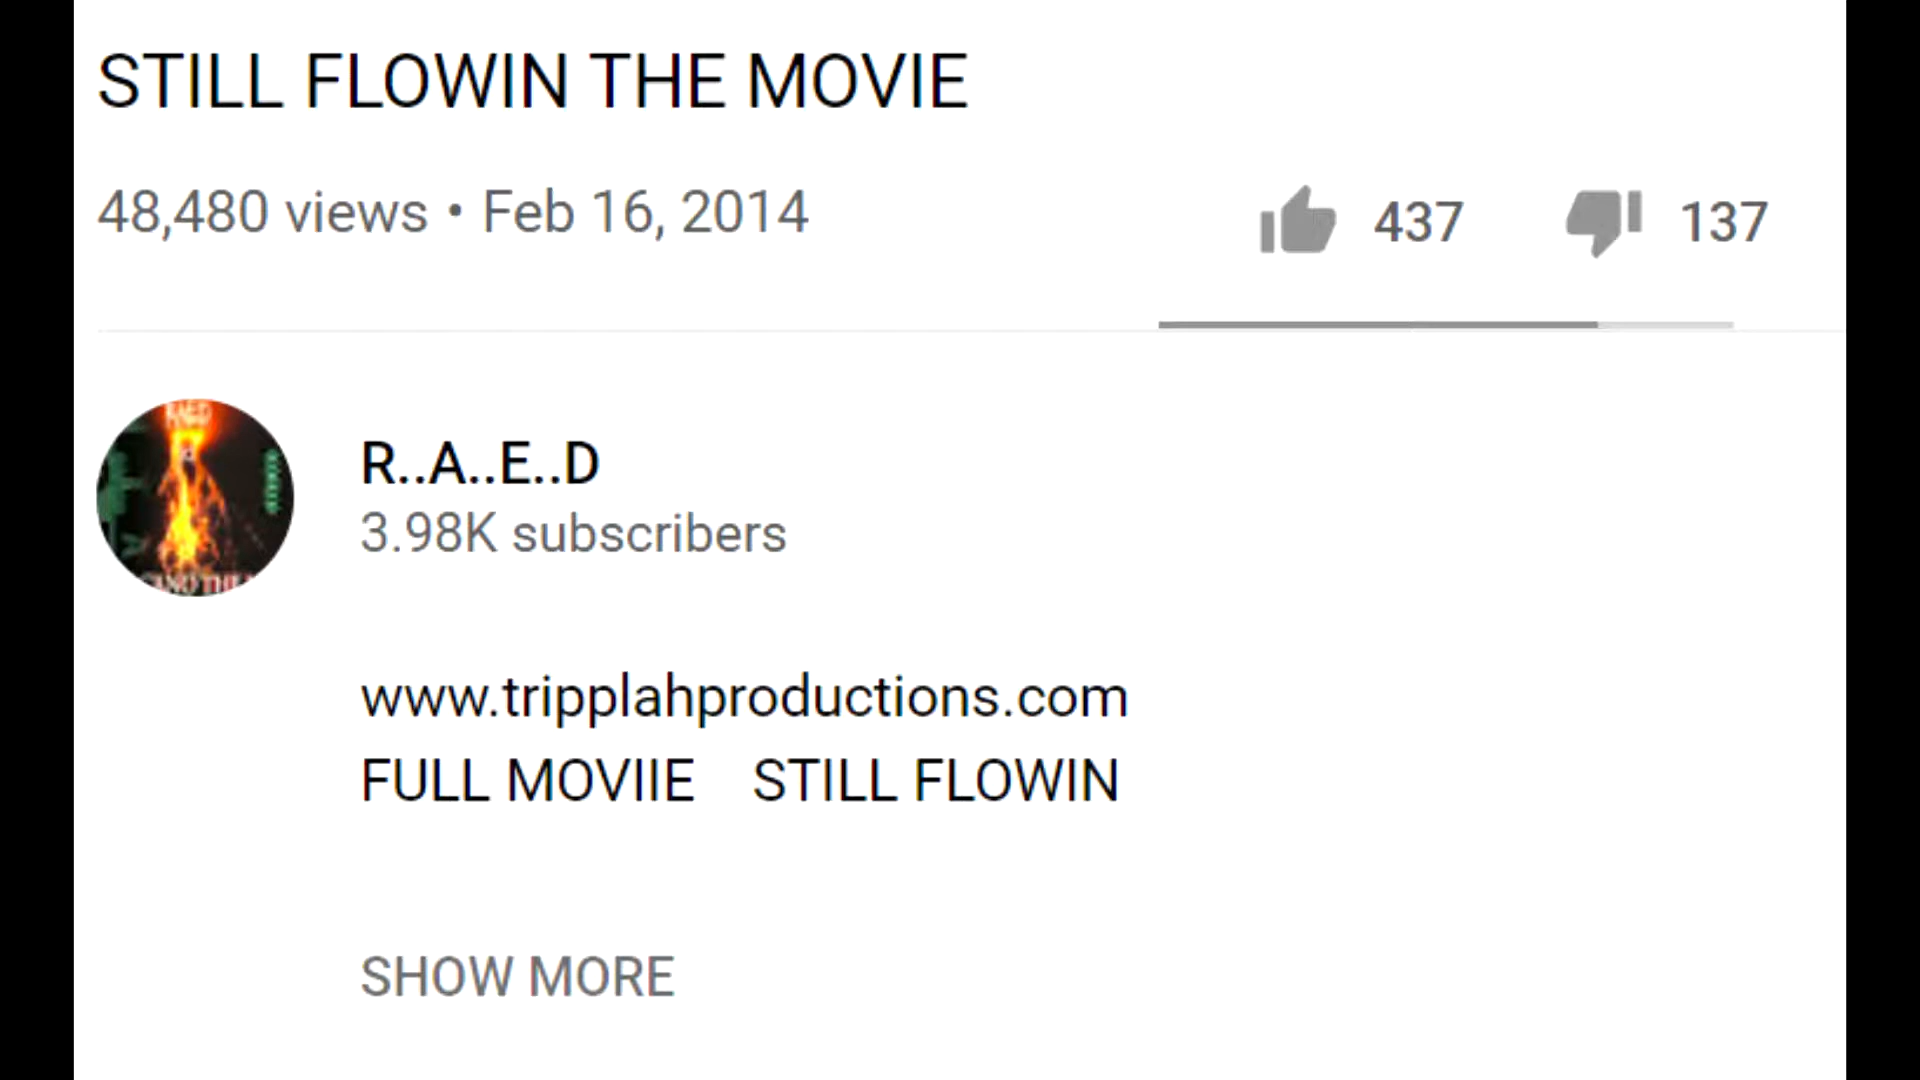 STILL FLOWIN THE MOVIE
48,480 views • Feb 16, 2014
437 137
RAED
R..A..E..D
3.98K subscribers
www.tripplahproductions.com
FULL MOVIIE    STILL FLOWIN
SHOW MORE